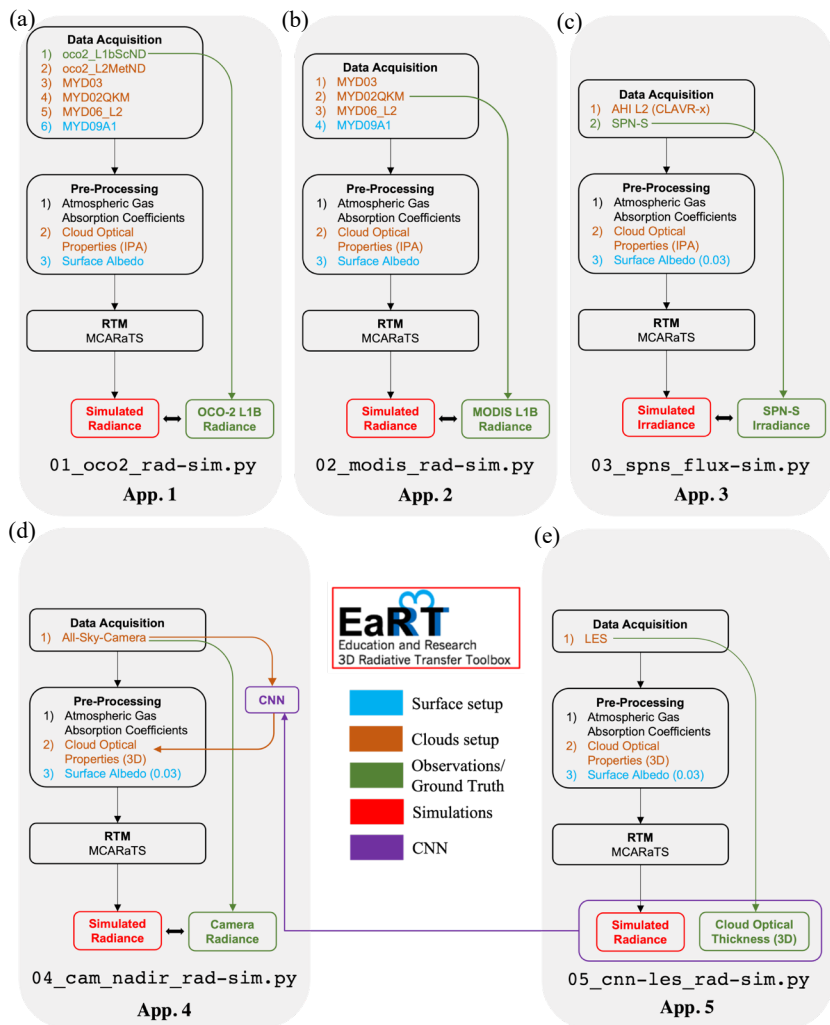 (a)
Data Acquisition
1) oco2_L1bScND
2) oco2_L2MetND
3) MYD03
4) MYD02QKM
5) MYD06_L2
6) MYD09A1
Pre-Processing
1) Atmospheric Gas
Absorption Coefficients
2) Cloud Optical
Properties (IPA)
3) Surface Albedo
RTM
MCARaTS
Simulated
Radiance
OCO-2 L1B
Radiance
01_oco2_rad-sim.py
App. 1
(b)
Data Acquisition
1) MYD03
2) MYD02QKM
3) MYD06_L2
4) MYD09A1
Pre-Processing
1) Atmospheric Gas
Absorption Coefficients
2) Cloud Optical
Properties (IPA)
3) Surface Albedo
RTM
MCARaTS
Simulated
Radiance
MODIS L1B
Radiance
02_modis_rad-sim.py
App. 2
(c)
Data Acquisition
1) AHI L2 (CLAVR-x)
2) SPN-S
Pre-Processing
1) Atmospheric Gas
Absorption Coefficients
2) Cloud Optical
Properties (IPA)
3) Surface Albedo (0.03)
RTM
MCARaTS
Simulated
Irradiance
SPN-S
Irradiance
03_spns_flux-sim.py
App. 3
(d)
Data Acquisition
1) All-Sky-Camera
CNN
Pre-Processing
1) Atmospheric Gas
Absorption Coefficients
2) Cloud Optical
Properties (3D)
3) Surface Albedo (0.03)
RTM
MCARaTS
Simulated
Radiance
Camera
Radiance
04_cam_nadir_rad-sim.py
App. 4
EaR³T
Education and Research
3D Radiative Transfer Toolbox
Surface setup
Clouds setup
Observations/
Ground Truth
Simulations
CNN
(e)
Data Acquisition
1) LES
Pre-Processing
1) Atmospheric Gas
Absorption Coefficients
2) Cloud Optical
Properties (3D)
3) Surface Albedo (0.03)
RTM
MCARaTS
Simulated
Radiance
Cloud Optical
Thickness (3D)
05_cnn-les_rad-sim.py
App. 5